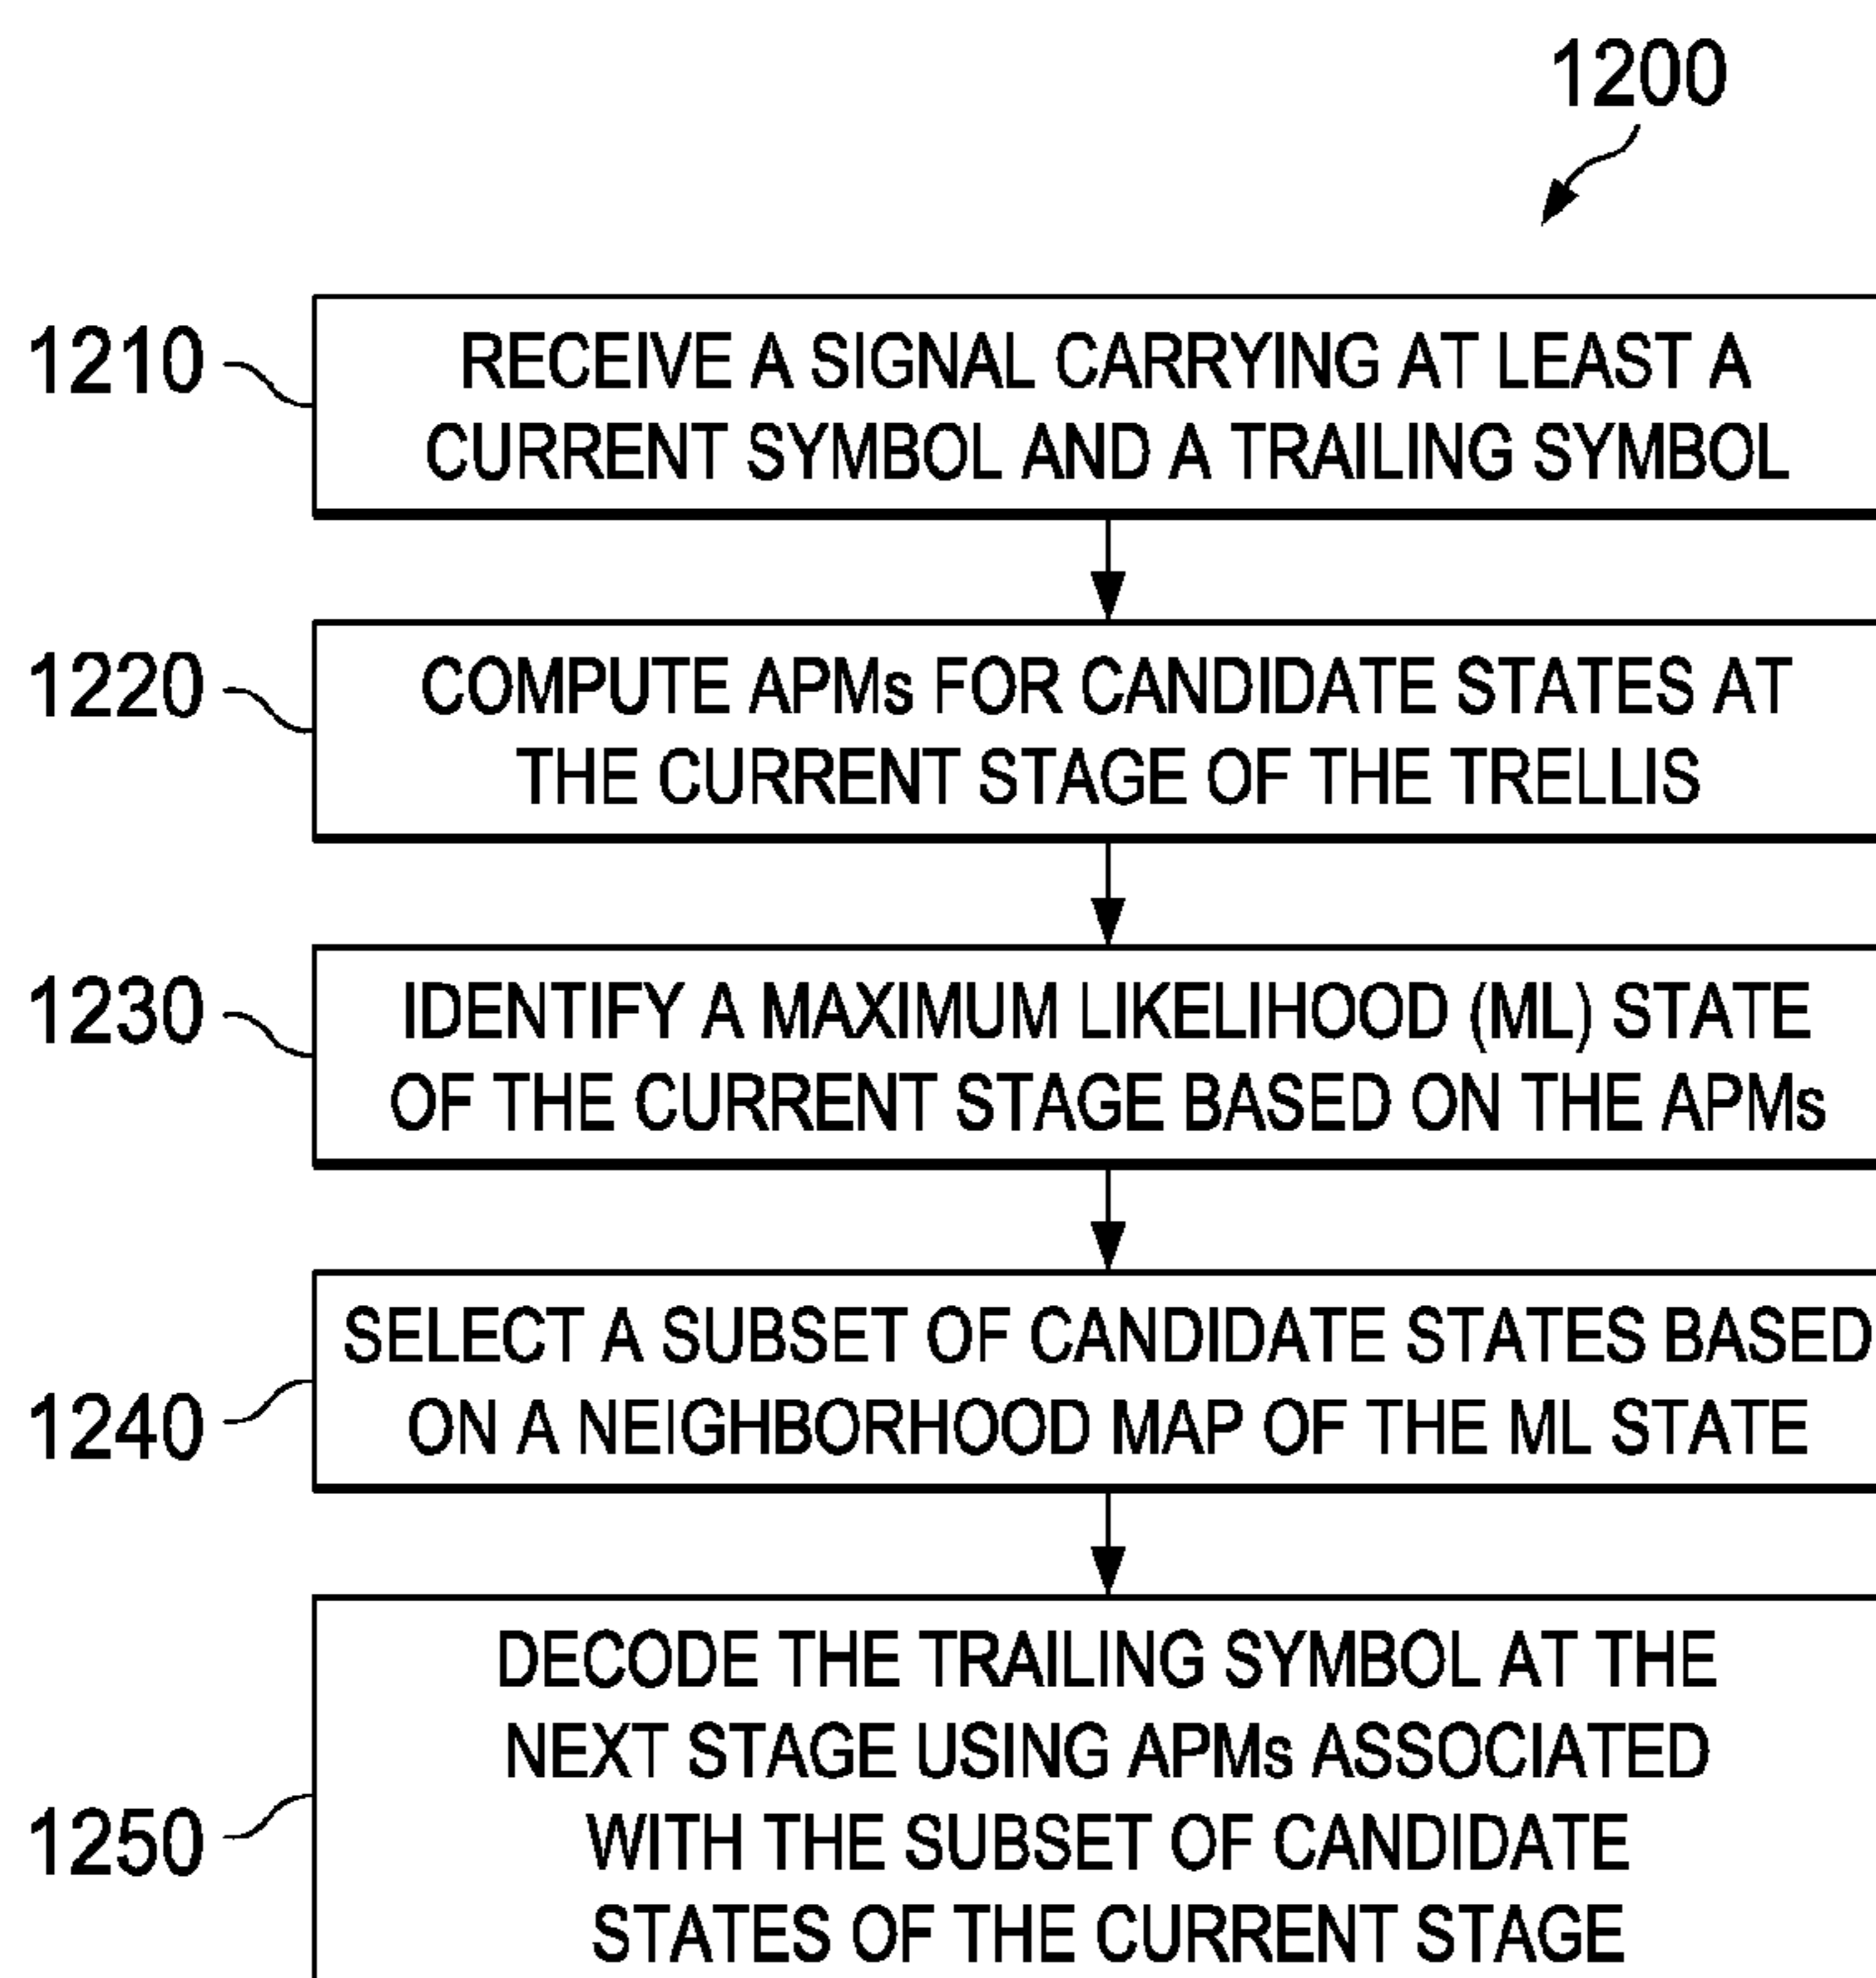 1200
1210
RECEIVE A SIGNAL CARRYING AT LEAST A
CURRENT SYMBOL AND A TRAILING SYMBOL
1220
COMPUTE APMs FOR CANDIDATE STATES AT
THE CURRENT STAGE OF THE TRELLIS
1230
IDENTIFY A MAXIMUM LIKELIHOOD (ML) STATE
OF THE CURRENT STAGE BASED ON THE APMs
1240
SELECT A SUBSET OF CANDIDATE STATES BASED
ON A NEIGHBORHOOD MAP OF THE ML STATE
1250
DECODE THE TRAILING SYMBOL AT THE
NEXT STAGE USING APMs ASSOCIATED
WITH THE SUBSET OF CANDIDATE
STATES OF THE CURRENT STAGE